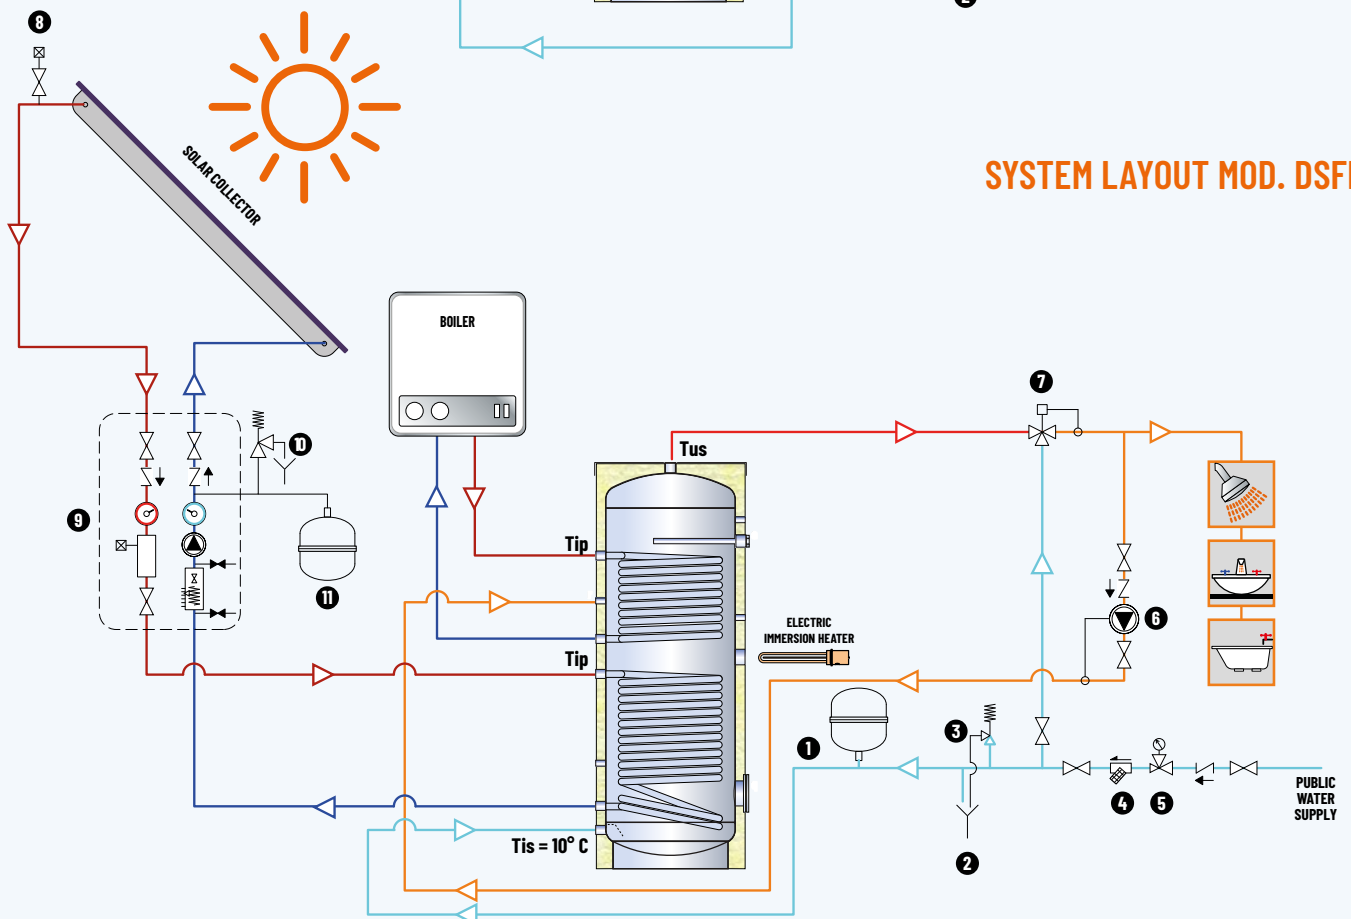 8
2
SOLAR COLLECTOR
SYSTEM LAYOUT MOD.
BOILER
7
10
Tus
9
Tip
11
ELECTRIC
IMMERSION HEATER
6
Tip
3
1
4
5
PUBLIC
WATER
SUPPLY
Tis = 10° C
2